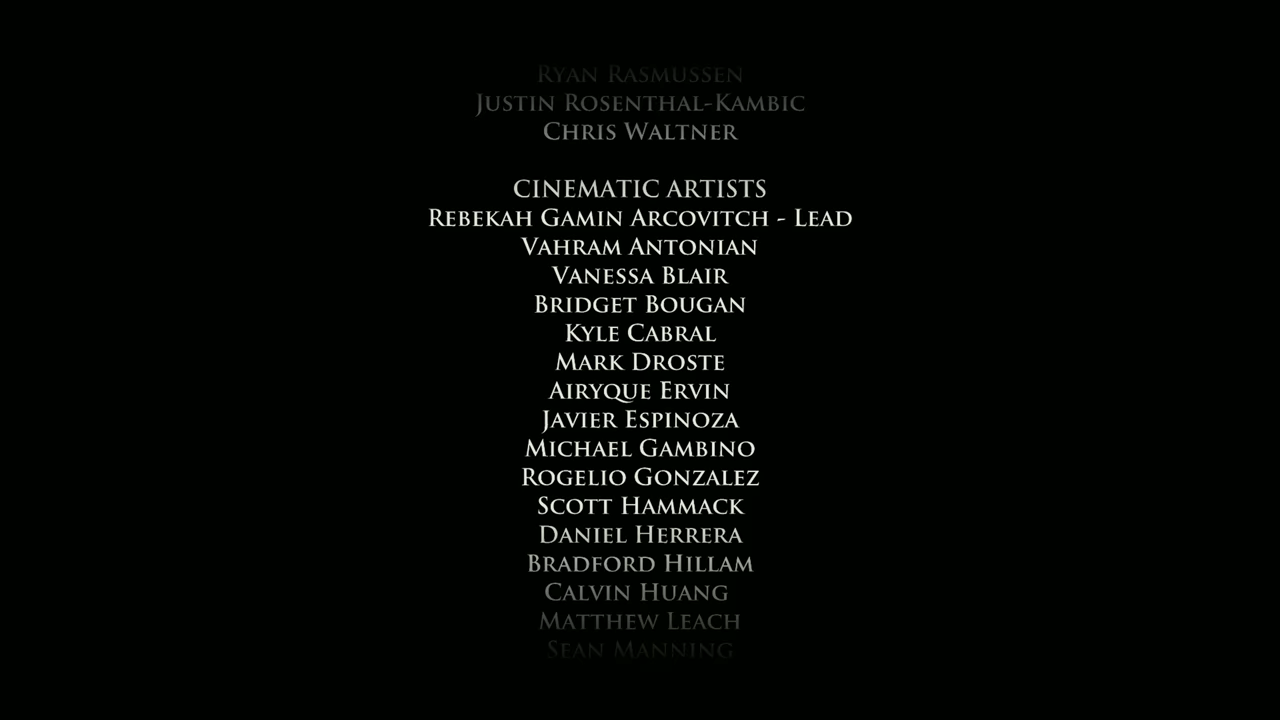 Ryan Rasmussen
Justin Rosenthal-Kambic
Chris Waltner
CINEMATIC ARTISTS
Rebekah Gamin Arcovitch - Lead
Vahram Antonian
Vanessa Blair
Bridget Bougan
Kyle Cabral
Mark Droste
Airyque Ervin
Javier Espinoza
Michael Gambino
Rogelio Gonzalez
Scott Hammack
Daniel Herrera
Bradford Hillam
Calvin Huang
Matthew Leach
Sean Manning